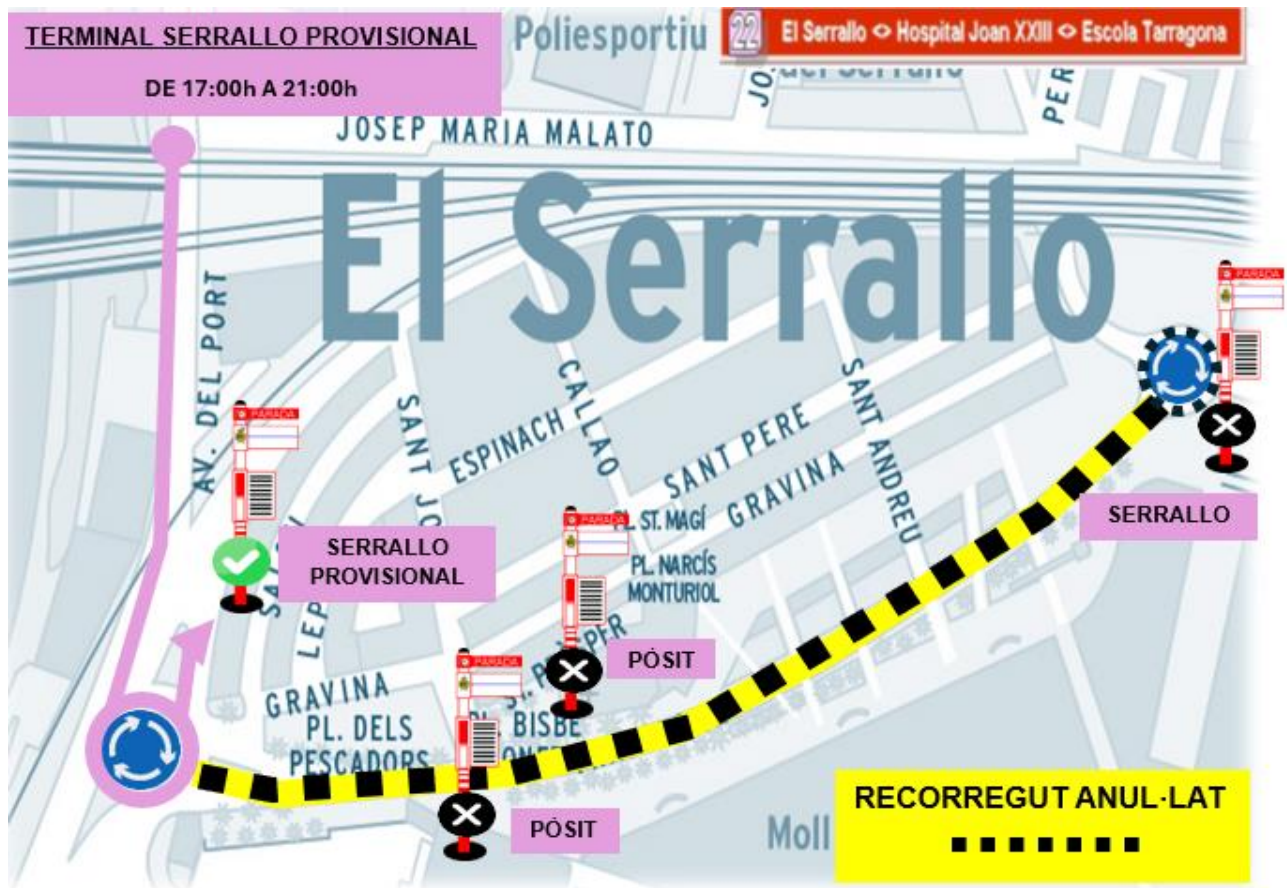 TERMINAL SERRALLO PROVISIONAL
DE 17:00h A 21:00h
Poliesportiu
22 El Serrallo <> Hospital Joan XXIII <> Escola Tarragona
del Serrallo
JOSEP MARIA MALATO
El Serrallo
AV. DEL PORT
SANT
ESPINACH
CALLAO
SANT PERE
GRAVINA
SANT ANDREU
PARADA
PARADA
SERRALLO
SERRALLO
PROVISIONAL
PARADA
PL. ST. MAGÍ
PL. NARCÍS
MONTURIOL
PÒSIT
PARADA
GRAVINA
PL. DELS
PESCADORS
BISBE
PÒSIT
Moll
RECORREGUT ANUL·LAT